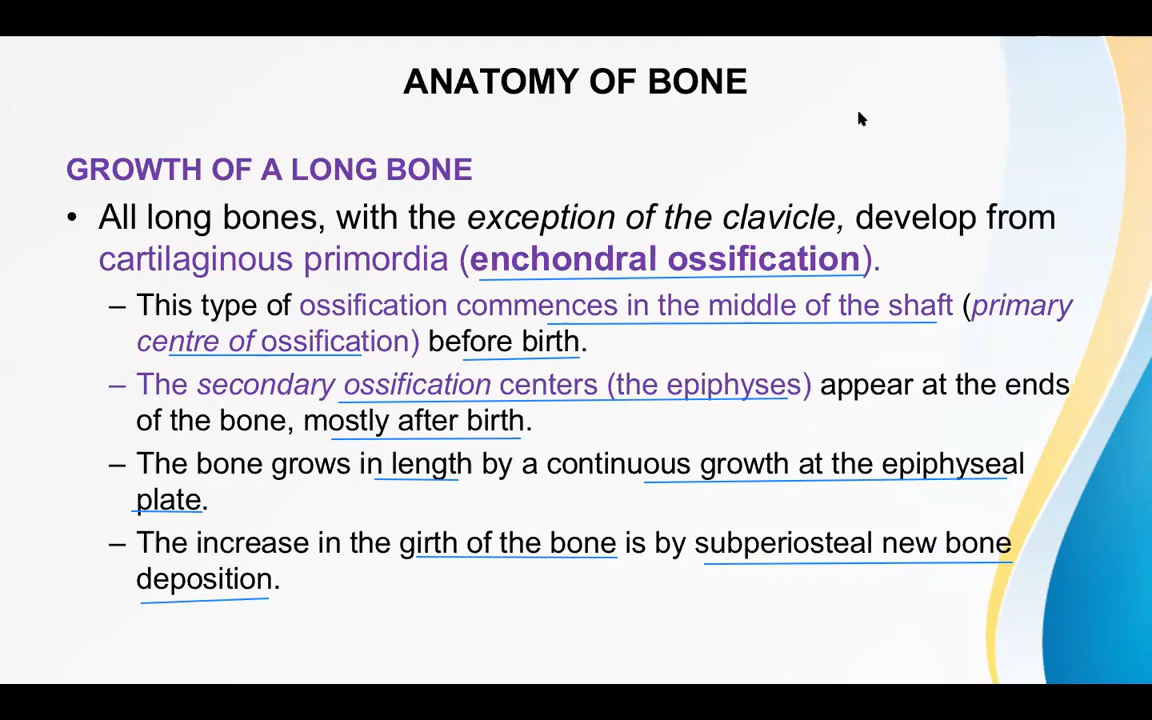 ANATOMY OF BONE
GROWTH OF A LONG BONE
• All long bones, with the exception of the clavicle, develop from
cartilaginous primordia (enchondral ossification).
– This type of ossification commences in the middle of the shaft (primary
centre of ossification) before birth.
– The secondary ossification centers (the epiphyses) appear at the ends
of the bone, mostly after birth.
– The bone grows in length by a continuous growth at the epiphyseal
plate.
– The increase in the girth of the bone is by subperiosteal new bone
deposition.